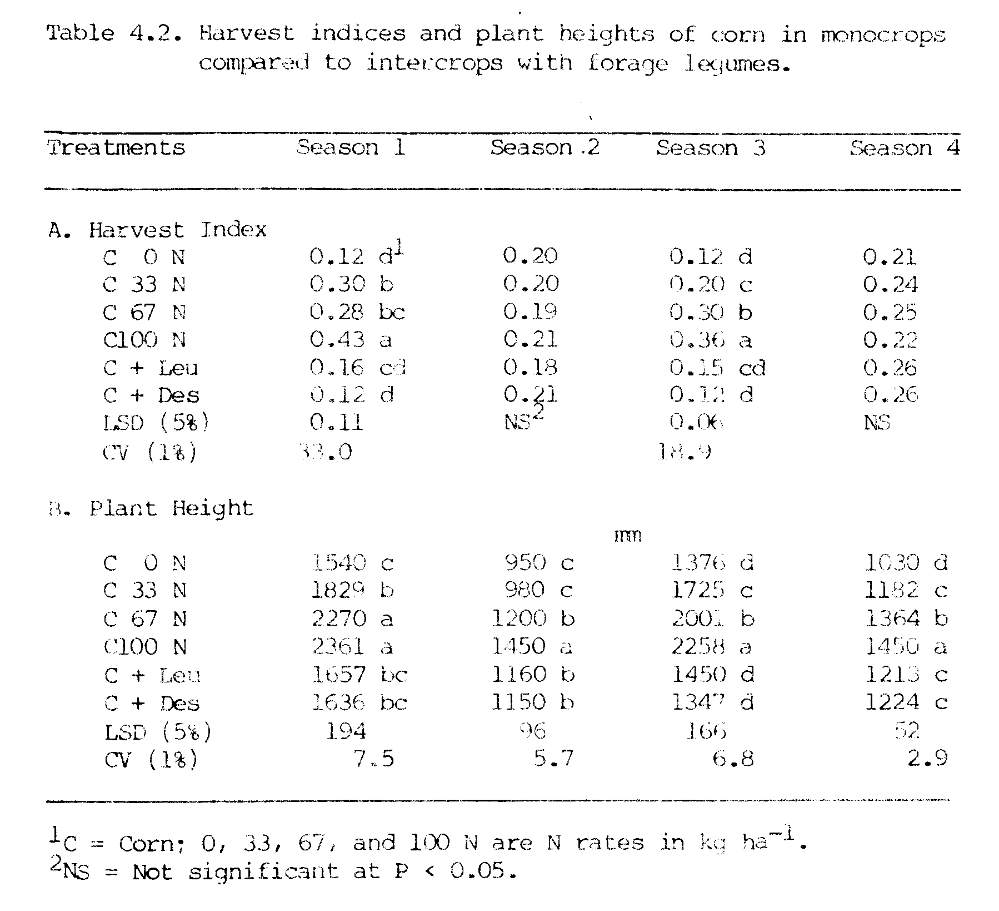 Table 4.2. Harvest indices and plant heights of corn in monocrops
compared to intercrops with forage legumes.
Treatments Season 1 Season .2 Season 3 Season 4
A. Harvest Index
C 0 N 0.12 d¹ 0.20 0.12 d 0.21
C 33 N 0.30 b 0.20 0.20 c 0.24
C 67 N 0.28 bc 0.19 0.30 b 0.25
C100 N 0.43 a 0.21 0.36 a 0.22
C + Leu 0.16 cd 0.18 0.15 cd 0.26
C + Des 0.12 d 0.21 0.12 d 0.26
LSD (5%) 0.11 NS² 0.06 NS
CV (1%) 33.0 18.9
B. Plant Height
mm
C 0 N 1540 c 950 c 1376 d 1030 d
C 33 N 1829 b 980 c 1725 c 1182 c
C 67 N 2270 a 1200 b 2001 b 1364 b
C100 N 2361 a 1450 a 2258 a 1450 a
C + Leu 1657 bc 1160 b 1450 d 1213 c
C + Des 1636 bc 1150 b 1347 d 1224 c
LSD (5%) 194 96 166 52
CV (1%) 7.5 5.7 6.8 2.9
¹C = Corn; 0, 33, 67, and 100 N are N rates in kg ha⁻¹.
²NS = Not significant at P < 0.05.